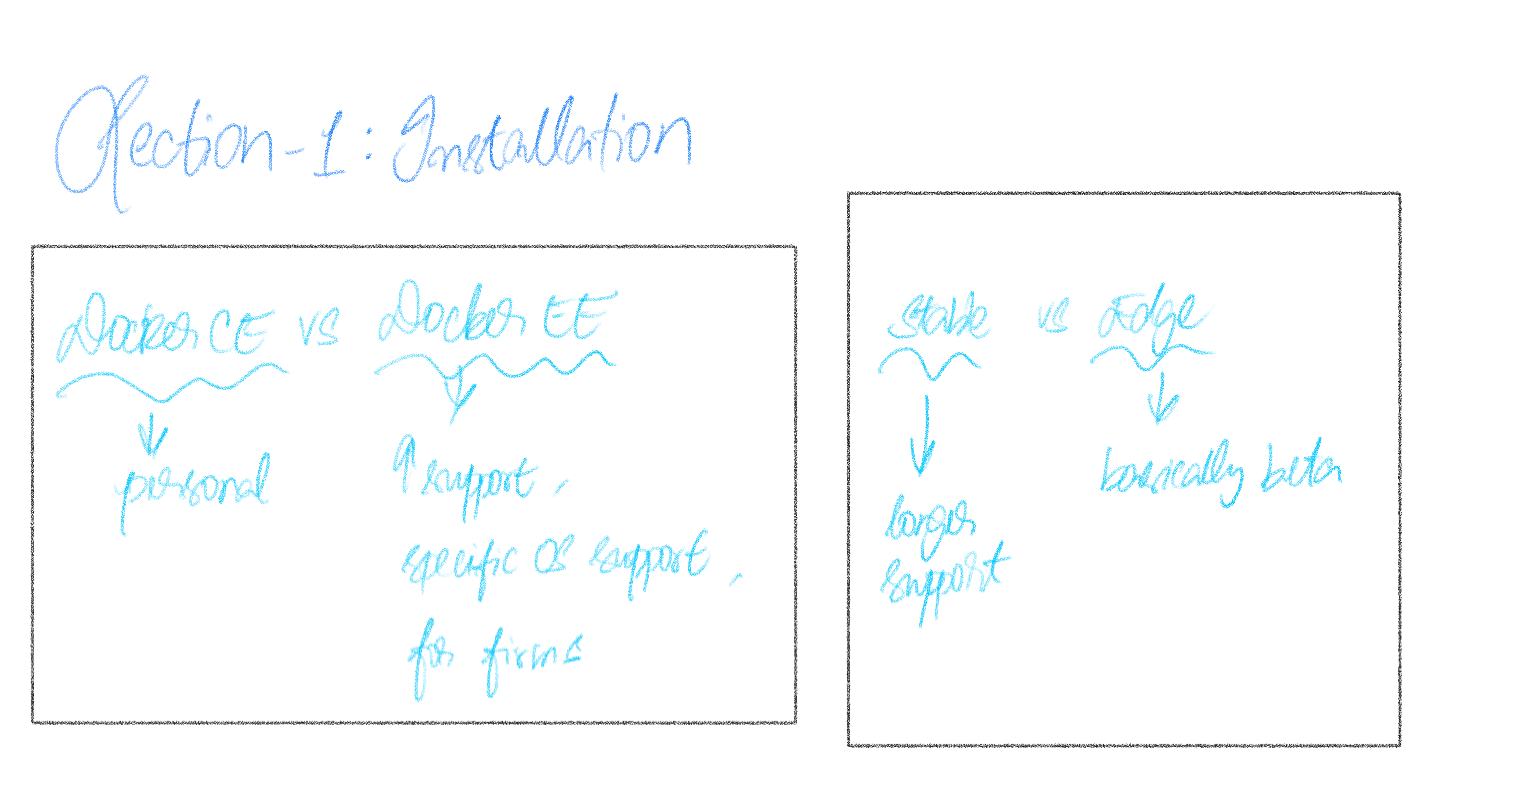 Section-1: Installation
Docker CE vs Docker EE
personal
↑ support,
specific OS support,
for firms
Stable vs Edge
larger
support
basically beta